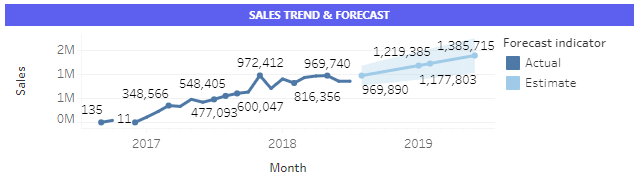 SALES TREND & FORECAST
Sales
2M
1M
1M
0M
135
11
348,566
548,405
477,093
972,412
600,047
969,740
816,356
1,219,385
969,890
1,385,715
1,177,803
2017
2018
2019
Month
Forecast indicator
Actual
Estimate